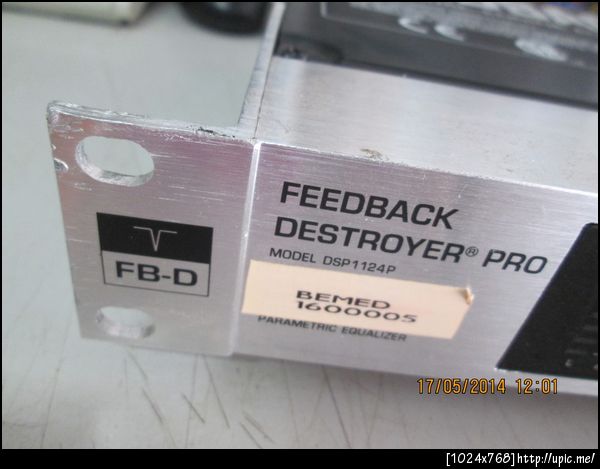 FEEDBACK
DESTROYER® PRO
MODEL DSP1124P
FB-D
BEMED
1600005
PARAMETRIC EQUALIZER
17/05/2014 12:01
[1024x768]http://upic.me/